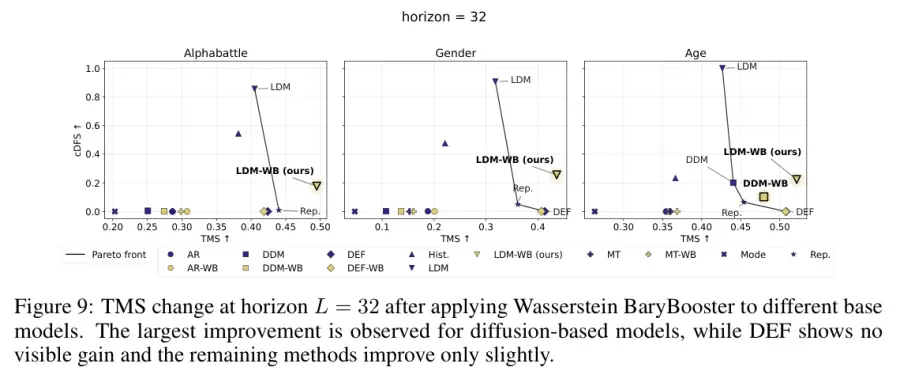 horizon = 32
Alphabattle
Gender
Age
cDFS ↑
1.0
0.8
0.6
0.4
0.2
0.0
LDM
LDM-WB (ours)
Rep.
0.20 0.25 0.30 0.35 0.40 0.45 0.50
TMS ↑
LDM
LDM-WB (ours)
Rep.
DEF
0.1 0.2 0.3 0.4
TMS ↑
LDM
DDM
LDM-WB (ours)
DDM-WB
Rep.
DEF
0.30 0.35 0.40 0.45 0.50
TMS ↑
Pareto front AR DDM DEF Hist. LDM-WB (ours) MT MT-WB Mode Rep.
AR-WB DDM-WB DEF-WB LDM
Figure 9: TMS change at horizon L = 32 after applying Wasserstein BaryBooster to different base
models. The largest improvement is observed for diffusion-based models, while DEF shows no
visible gain and the remaining methods improve only slightly.